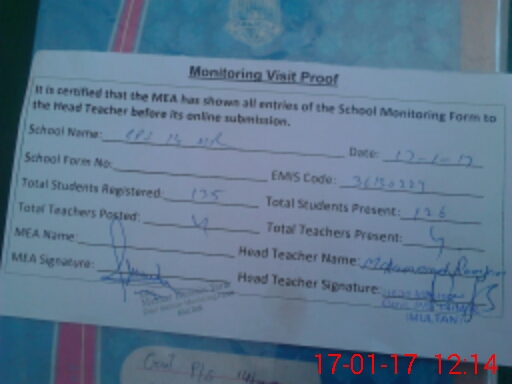 Monitoring Visit Proof
It is certified that the MEA has shown all entries of the School Monitoring Form to
the Head Teacher before its online submission.
School Name: Date: 17-1-17
School Form No: EMIS Code:
Total Students Registered: 135 Total Students Present: 126
Total Teachers Posted: 4 Total Teachers Present: 4
MEA Name: Head Teacher Name:
MEA Signature: Head Teacher Signature:
MULTAN
Govt.
17-01-17 12:14